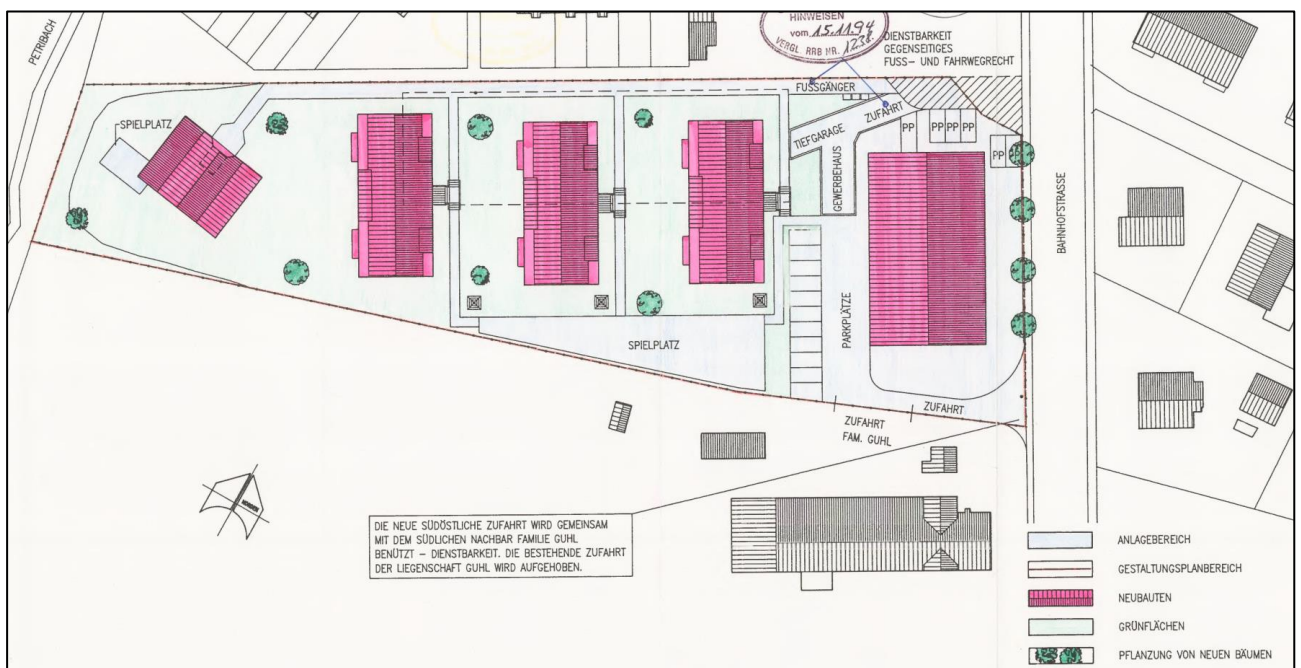 HINWEISEN
vom 15.11.94
VERGL. RRB NR. 1238.
DIENSTBARKEIT
GEGENSEITIGES
FUSS- UND FAHRWEGRECHT
PETRIBACH
FUSSGÄNGER
SPIELPLATZ
TIEFGARAGE
ZUFAHRT
PP
PP PP PP
PP PP
GEWERBEHAUS
BAHNHOFSTRASSE
PARKPLÄTZE
SPIELPLATZ
ZUFAHRT
ZUFAHRT
FAM. GUHL
NORDEN
DIE NEUE SÜDÖSTLICHE ZUFAHRT WIRD GEMEINSAM
MIT DEM SÜDLICHEN NACHBAR FAMILIE GUHL
BENÜTZT - DIENSTBARKEIT. DIE BESTEHENDE ZUFAHRT
DER LIEGENSCHAFT GUHL WIRD AUFGEHOBEN.
ANLAGEBEREICH
GESTALTUNGSPLANBEREICH
NEUBAUTEN
GRÜNFLÄCHEN
PFLANZUNG VON NEUEN BÄUMEN